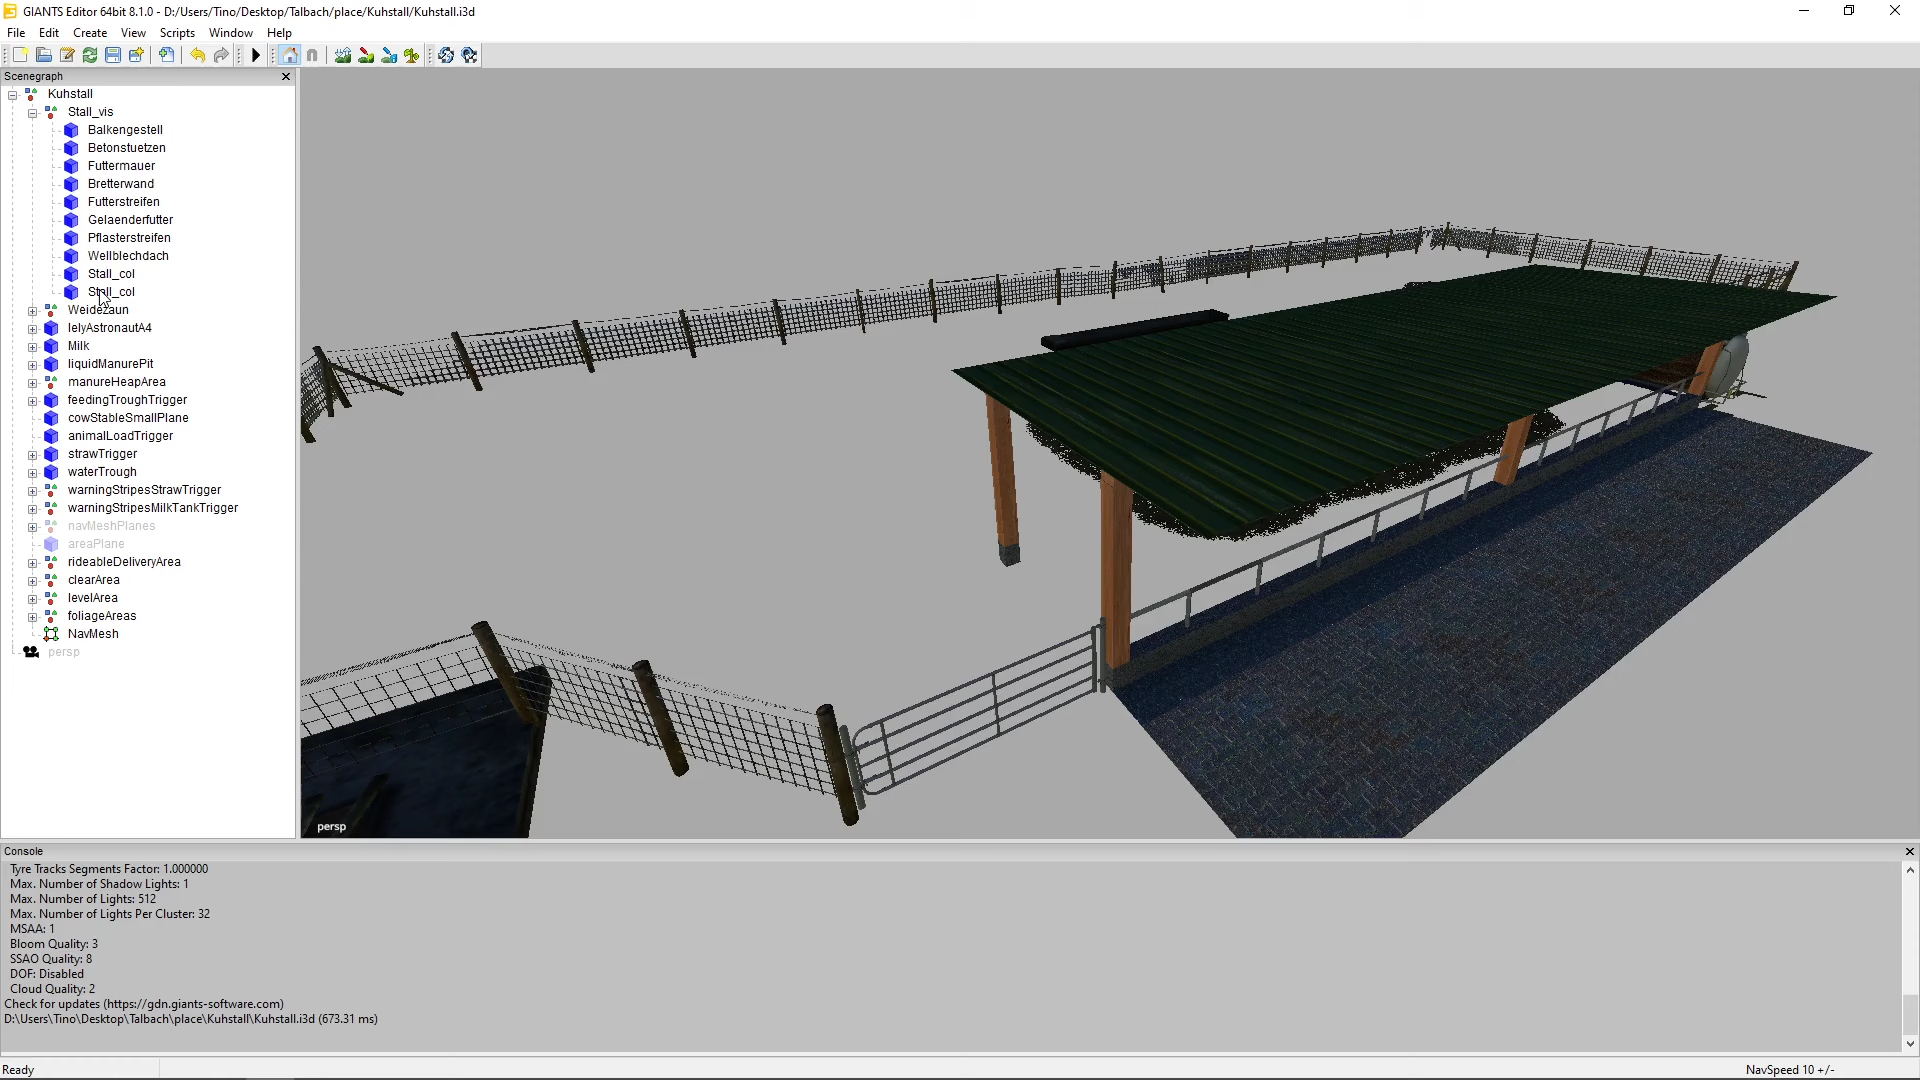 GIANTS Editor 64bit 8.1.0 - D:/Users/Tino/Desktop/Talbach/place/Kuhstall/Kuhstall.i3d
File Edit Create View Scripts Window Help
Scenegraph
Kuhstall
Stall_vis
Balkengestell
Betonstuetzen
Futtermauer
Bretterwand
Futterstreifen
Gelaenderfutter
Pflasterstreifen
Wellblechdach
Stall_col
Stall_col
Weidezaun
lelyAstronautA4
Milk
liquidManurePit
manureHeapArea
feedingTroughTrigger
cowStableSmallPlane
animalLoadTrigger
strawTrigger
waterTrough
warningStripesStrawTrigger
warningStripesMilkTankTrigger
navMeshPlanes
areaPlane
rideableDeliveryArea
clearArea
levelArea
foliageAreas
NavMesh
persp
persp
Console
Tyre Tracks Segments Factor: 1.000000
Max. Number of Shadow Lights: 1
Max. Number of Lights: 512
Max. Number of Lights Per Cluster: 32
MSAA: 1
Bloom Quality: 3
SSAO Quality: 8
DOF: Disabled
Cloud Quality: 2
Check for updates (https://gdn.giants-software.com)
D:\Users\Tino\Desktop\Talbach\place\Kuhstall\Kuhstall.i3d (673.31 ms)
Ready
NavSpeed 10 +/-